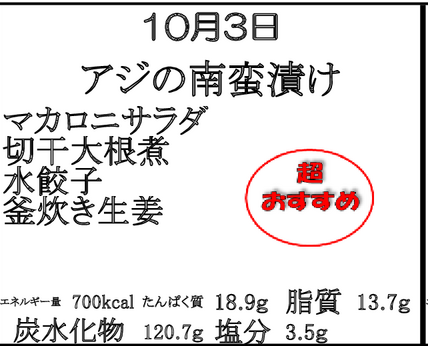 10月3日
アジの南蛮漬け
マカロニサラダ
切干大根煮
水餃子
釜炊き生姜
超
おすすめ
エネルギー量 700kcal たんぱく質 18.9g 脂質 13.7g
炭水化物 120.7g 塩分 3.5g